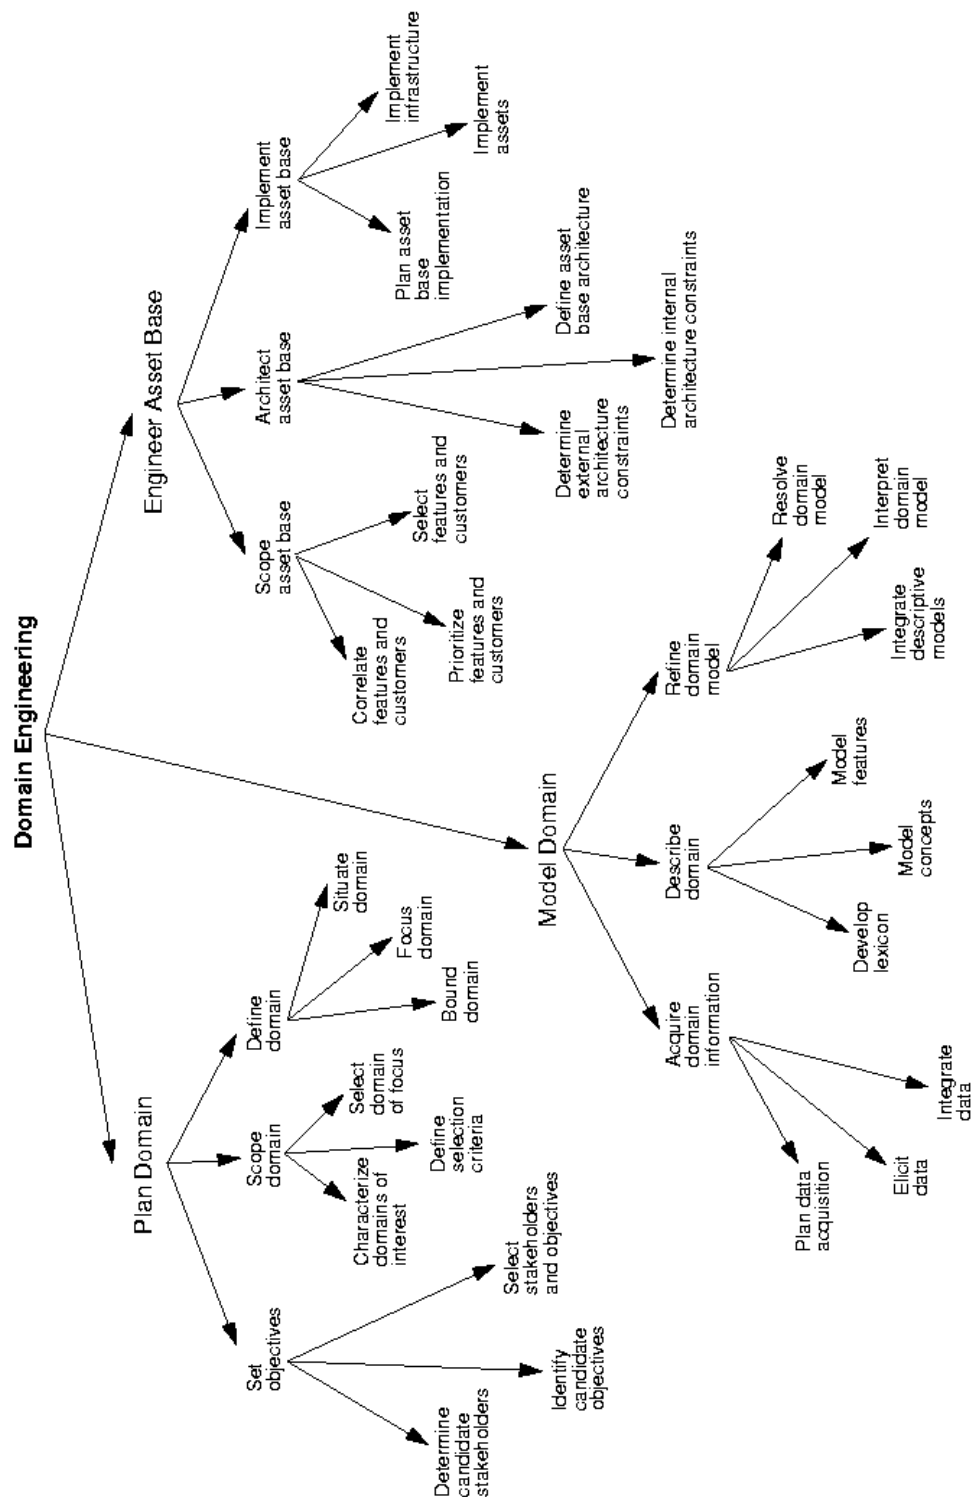 Domain Engineering
Plan Domain
Engineer Asset Base
Model Domain
Set
objectives
Scope
domain
Define
domain
Scope
asset base
Architect
asset base
Implement
asset base
Determine
candidate
stakeholders
Identify
candidate
objectives
Select
stakeholders
and objectives
Characterize
domains of
interest
Define
selection
criteria
Select
domain
of focus
Bound
domain
Focus
domain
Situate
domain
Correlate
features and
customers
Prioritize
features and
customers
Select
features and
customers
Determine
external
architecture
constraints
Determine internal
architecture constraints
Define asset
base architecture
Plan asset
base
implementation
Implement
assets
Implement
infrastructure
Acquire
domain
information
Describe
domain
Refine
domain
model
Plan data
acquisition
Elicit
data
Integrate
data
Develop
lexicon
Model
concepts
Model
features
Integrate
descriptive
models
Interpret
domain
model
Resolve
domain
model